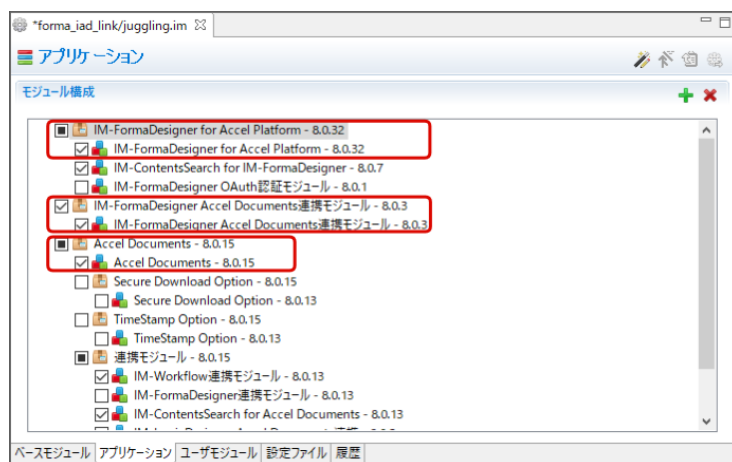 *forma_iad_link/juggling.im
アプリケーション
モジュール構成
IM-FormaDesigner for Accel Platform - 8.0.32
IM-FormaDesigner for Accel Platform - 8.0.32
IM-ContentsSearch for IM-FormaDesigner - 8.0.7
IM-FormaDesigner OAuth認証モジュール - 8.0.1
IM-FormaDesigner Accel Documents連携モジュール - 8.0.3
IM-FormaDesigner Accel Documents連携モジュール - 8.0.3
Accel Documents - 8.0.15
Accel Documents - 8.0.15
Secure Download Option - 8.0.15
Secure Download Option - 8.0.13
TimeStamp Option - 8.0.15
TimeStamp Option - 8.0.13
連携モジュール - 8.0.15
IM-Workflow連携モジュール - 8.0.13
IM-FormaDesigner連携モジュール - 8.0.13
IM-ContentsSearch for Accel Documents - 8.0.13
ベースモジュール アプリケーション ユーザモジュール 設定ファイル 履歴